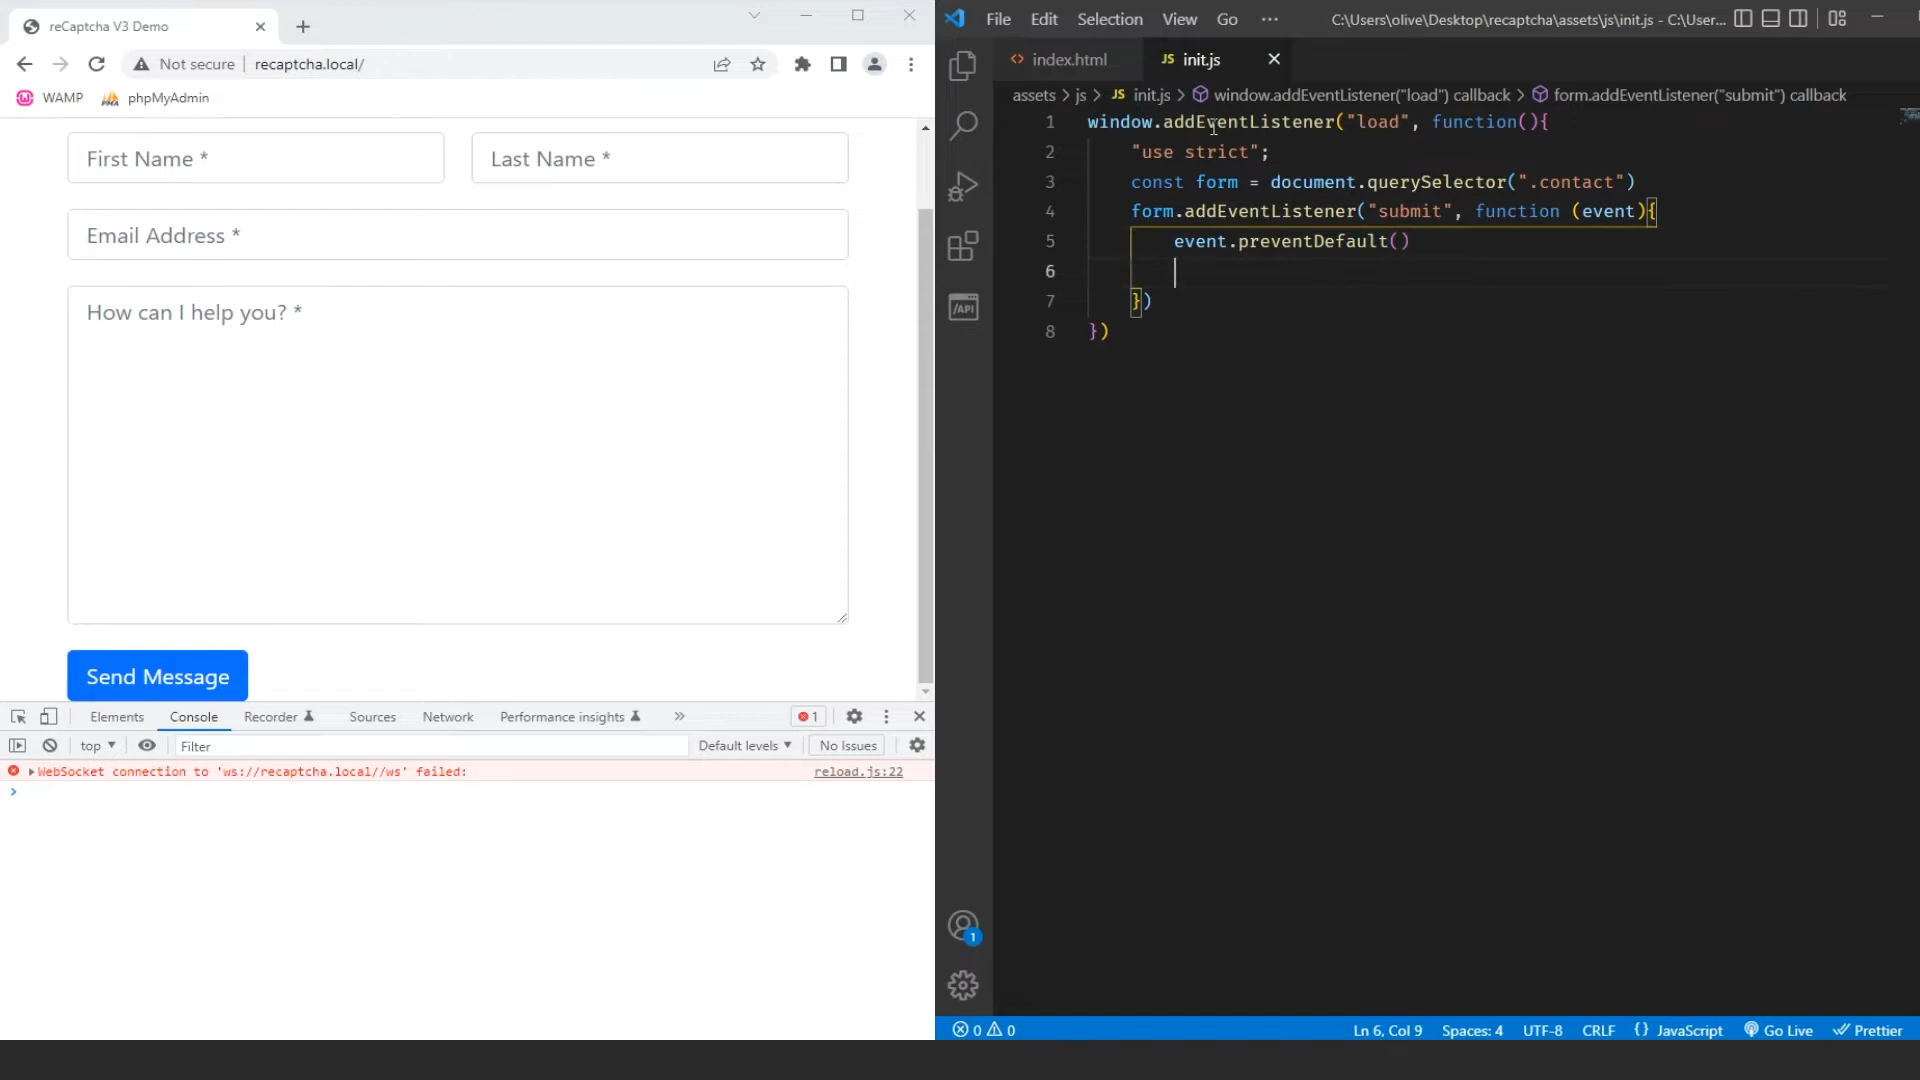 reCaptcha V3 Demo
Not secure
recaptcha.local/
WAMP
phpMyAdmin
First Name *
Last Name *
Email Address *
How can I help you? *
Send Message
Elements
Console
Recorder
Sources
Network
Performance insights
1
top
Filter
Default levels
No Issues
WebSocket connection to 'ws://recaptcha.local//ws' failed:
reload.js:22
File
Edit
Selection
View
Go
C:\Users\olive\Desktop\recaptcha\assets\js\init.js - C:\User...
index.html
JS init.js
assets > js > JS init.js > window.addEventListener("load") callback > form.addEventListener("submit") callback
1 window.addEventListener("load", function(){
2 "use strict";
3 const form = document.querySelector(".contact")
4 form.addEventListener("submit", function (event){
5 event.preventDefault()
6
7 })
8 })
/API
1
0
0
Ln 6, Col 9
Spaces: 4
UTF-8
CRLF
{} JavaScript
Go Live
Prettier